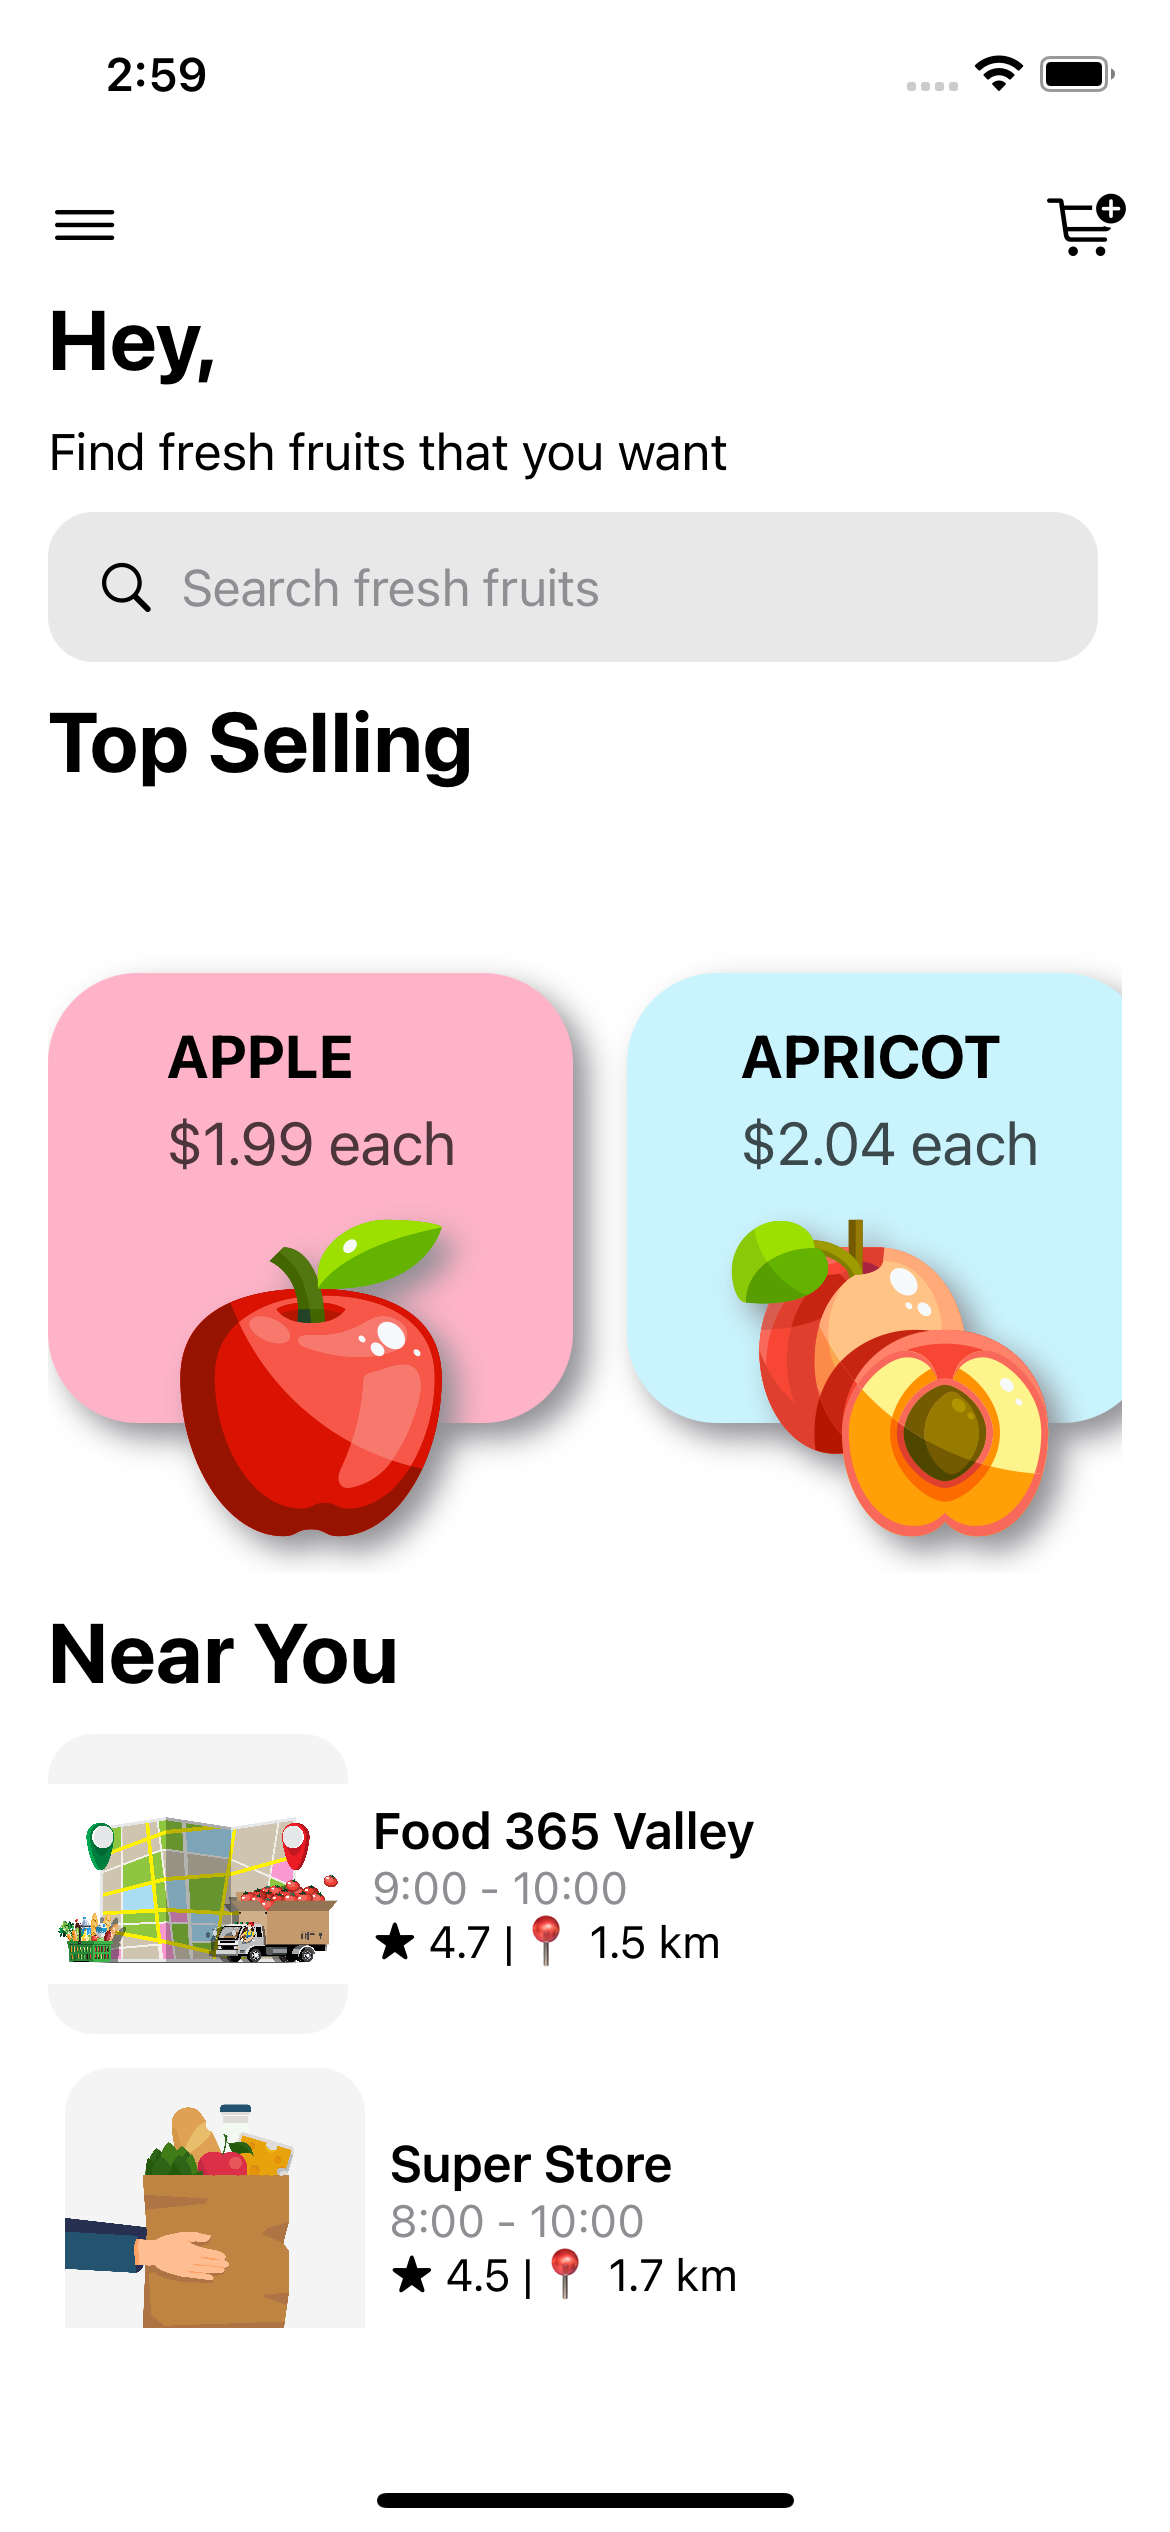 2:59
Hey,
Find fresh fruits that you want
Search fresh fruits
Top Selling
APPLE
$1.99 each
APRICOT
$2.04 each
Near You
Food 365 Valley
9:00 - 10:00
★ 4.7 | 📍 1.5 km
Super Store
8:00 - 10:00
★ 4.5 | 📍 1.7 km